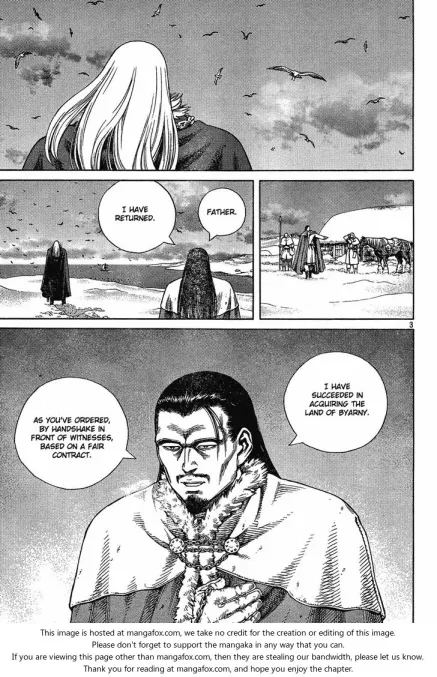 I HAVE
RETURNED.
FATHER.
3
I HAVE
SUCCEEDED IN
ACQUIRING THE
LAND OF BYARNY.
AS YOU'VE ORDERED,
BY HANDSHAKE IN
FRONT OF WITNESSES,
BASED ON A FAIR
CONTRACT.
This image is hosted at mangafox.com, we take no credit for the creation or editing of this image.
Please don't forget to support the mangaka in any way that you can.
If you are viewing this page other than mangafox.com, then they are stealing our bandwidth, please let us know.
Thank you for reading at mangafox.com, and hope you enjoy the chapter.